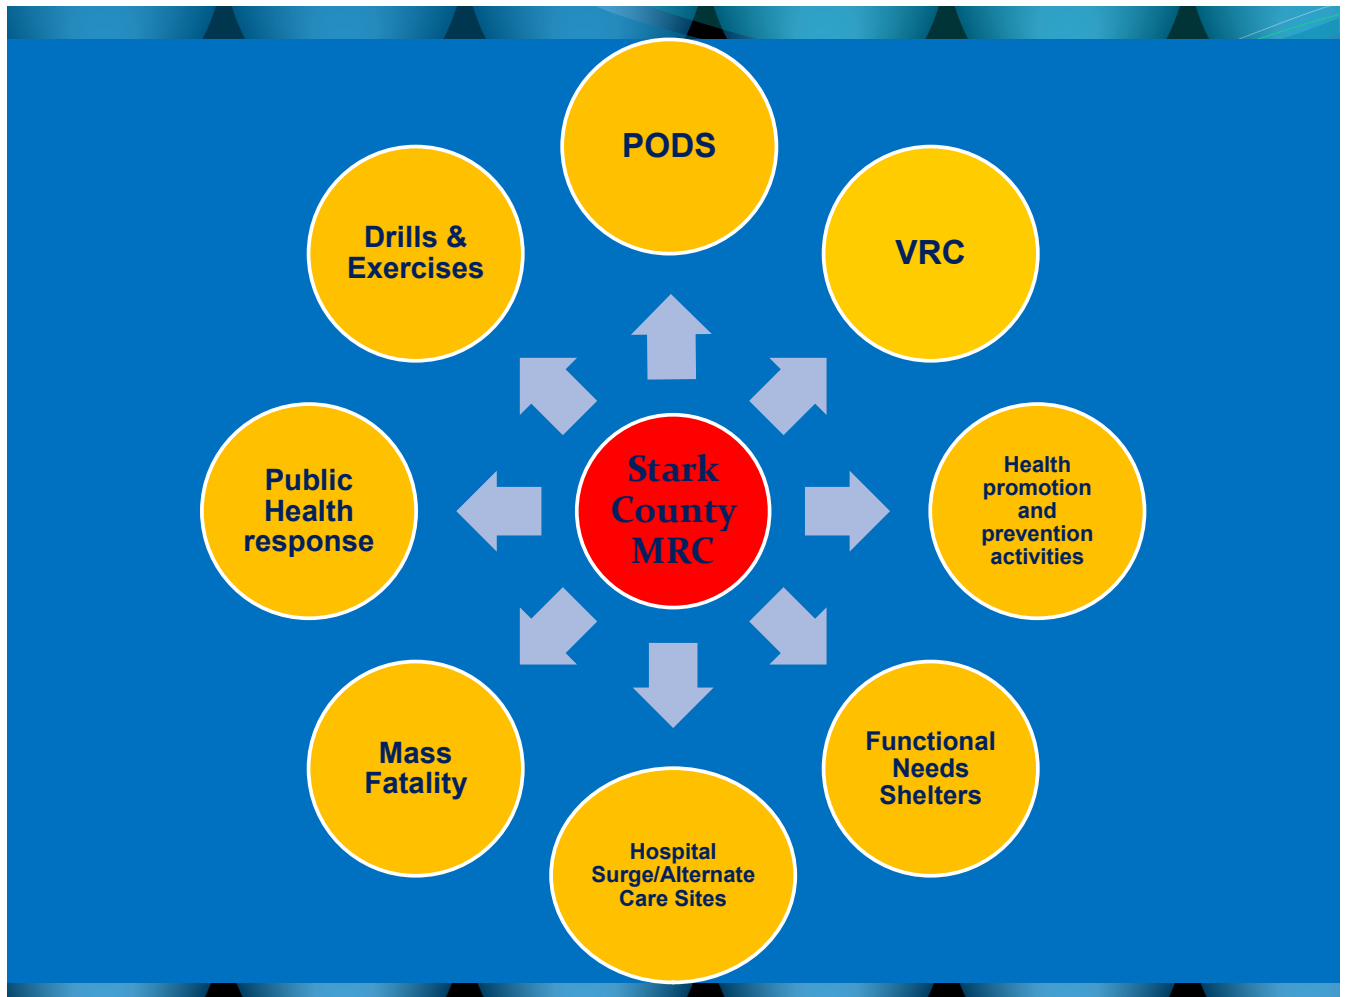 PODS
VRC
Health
promotion
and
prevention
activities
Functional
Needs
Shelters
Hospital
Surge/Alternate
Care Sites
Mass
Fatality
Public
Health
response
Drills &
Exercises
Stark
County
MRC